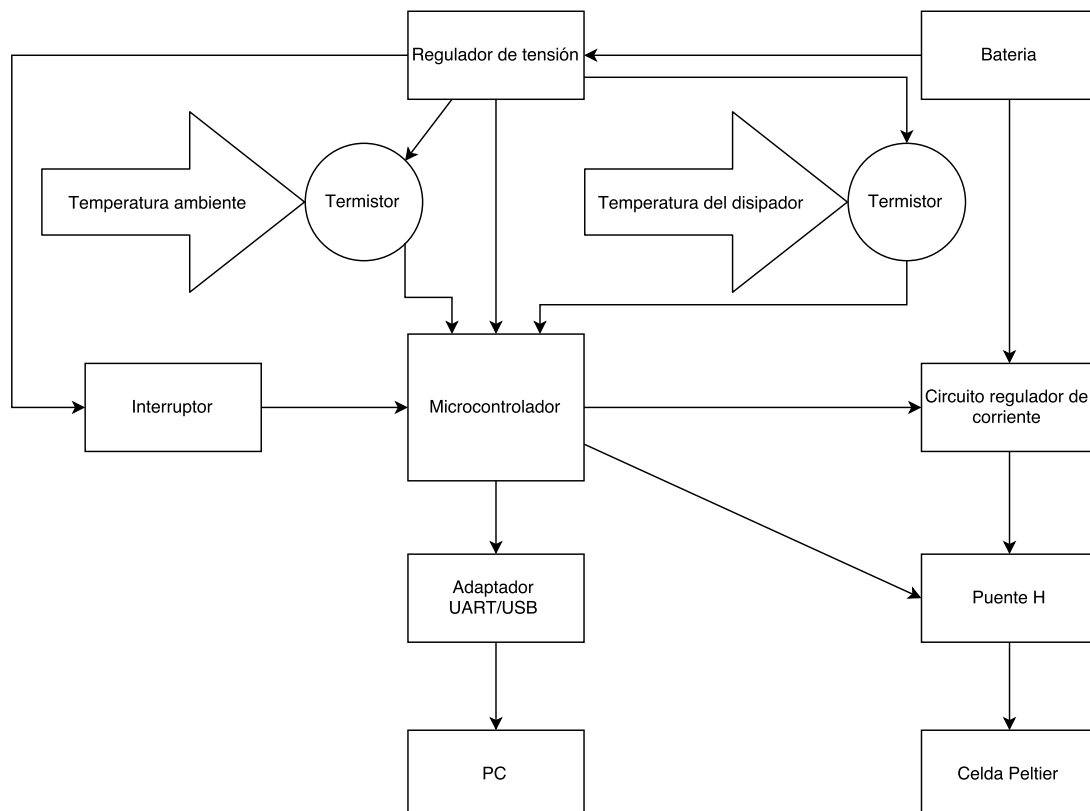 Regulador de tensión
Bateria
Temperatura ambiente
Termistor
Temperatura del disipador
Termistor
Interruptor
Microcontrolador
Circuito regulador de
corriente
Adaptador
UART/USB
Puente H
PC
Celda Peltier